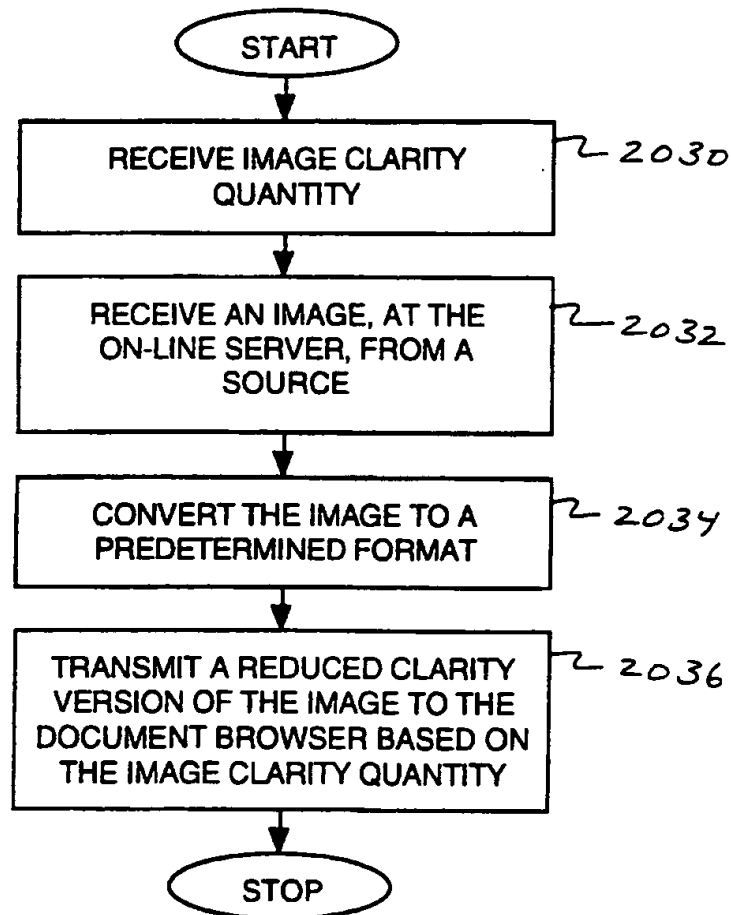 START
RECEIVE IMAGE CLARITY
QUANTITY
2030
RECEIVE AN IMAGE, AT THE
ON-LINE SERVER, FROM A
SOURCE
2032
CONVERT THE IMAGE TO A
PREDETERMINED FORMAT
2034
TRANSMIT A REDUCED CLARITY
VERSION OF THE IMAGE TO THE
DOCUMENT BROWSER BASED ON
THE IMAGE CLARITY QUANTITY
2036
STOP